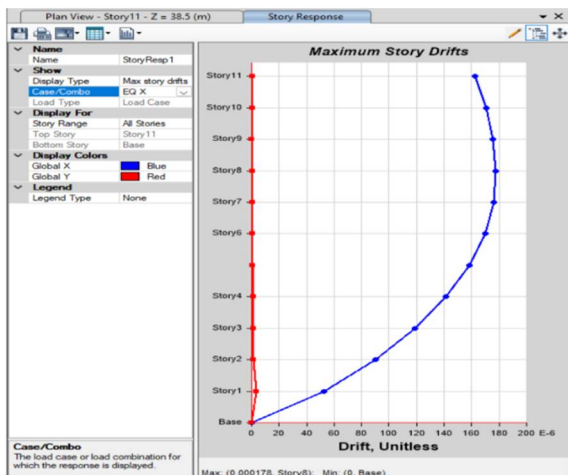 Plan View - Story11 - Z = 38.5 (m)
Story Response
Name
Name StoryResp1
Show
Display Type Max story drifts
Case/Combo EQ X
Load Type Load Case
Display For
Story Range All Stories
Top Story Story11
Bottom Story Base
Display Colors
Global X Blue
Global Y Red
Legend
Legend Type None
Case/Combo
The load case or load combination for
which the response is displayed.
Maximum Story Drifts
Story11
Story10
Story9
Story8
Story7
Story6
Story4
Story3
Story2
Story1
Base
0 20 40 60 80 100 120 140 160 180 200 E-6
Drift, Unitless
Max: (0.000178, Story8); Min: (0, Base)